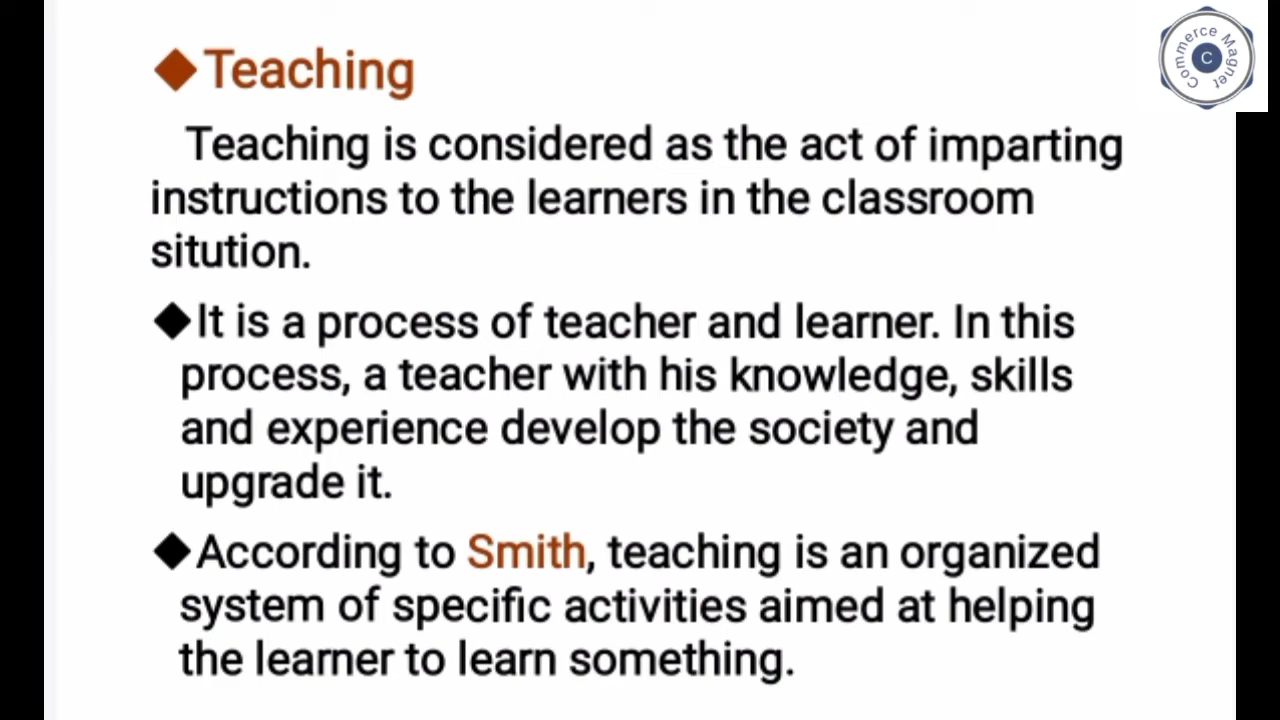 ◆Teaching
Teaching is considered as the act of imparting
instructions to the learners in the classroom
sitution.
◆It is a process of teacher and learner. In this
process, a teacher with his knowledge, skills
and experience develop the society and
upgrade it.
◆According to Smith, teaching is an organized
system of specific activities aimed at helping
the learner to learn something.
Commerce Magnet
C